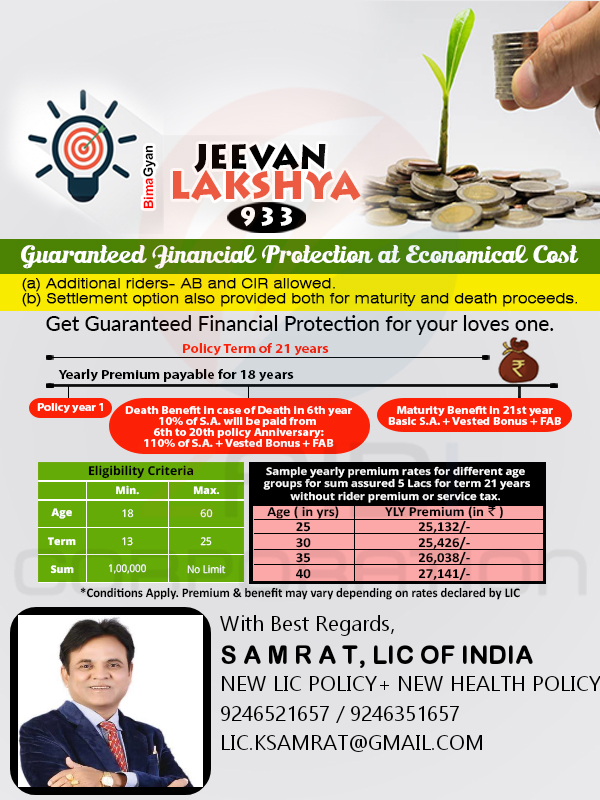 BimaGyan
JEEVAN
LAKSHYA
933
Guaranteed Financial Protection at Economical Cost
(a) Additional riders- AB and CIR allowed.
(b) Settlement option also provided both for maturity and death proceeds.
Get Guaranteed Financial Protection for your loves one.
Policy Term of 21 years
Yearly Premium payable for 18 years
₹
Policy year 1
Death Benefit in case of Death in 6th year
10% of S.A. will be paid from
6th to 20th policy Anniversary:
110% of S.A. + Vested Bonus + FAB
Maturity Benefit in 21st year
Basic S.A. + Vested Bonus + FAB
Eligibility Criteria
Min. Max.
Age 18 60
Term 13 25
Sum 1,00,000 No Limit
Sample yearly premium rates for different age
groups for sum assured 5 Lacs for term 21 years
without rider premium or service tax.
Age ( in yrs) YLY Premium (in ₹ )
25 25,132/-
30 25,426/-
35 26,038/-
40 27,141/-
*Conditions Apply. Premium & benefit may vary depending on rates declared by LIC
With Best Regards,
S A M R A T, LIC OF INDIA
NEW LIC POLICY+ NEW HEALTH POLICY
9246521657 / 9246351657
LIC.KSAMRAT@GMAIL.COM